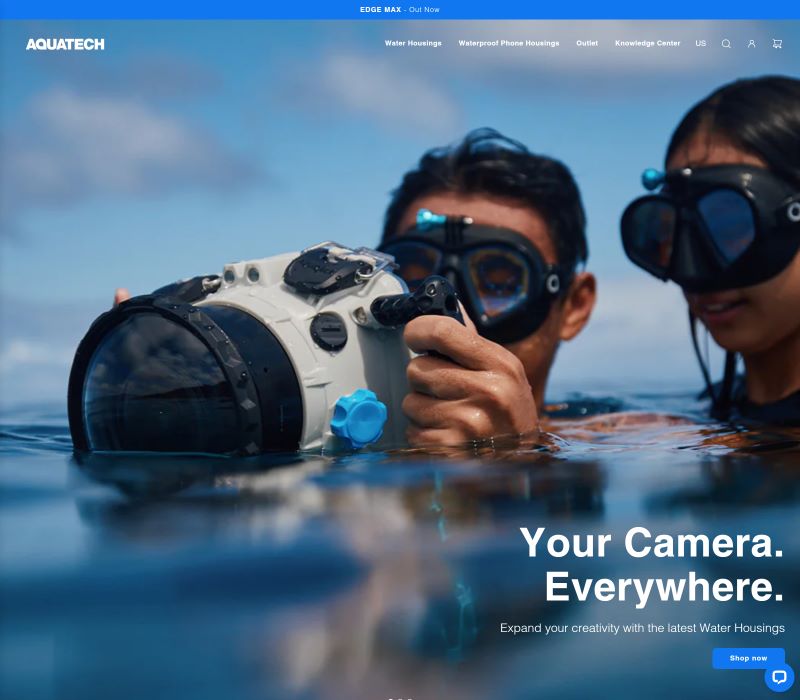 EDGE MAX - Out Now
AQUATECH
Water Housings
Waterproof Phone Housings
Outlet
Knowledge Center
US
Your Camera.
Everywhere.
Expand your creativity with the latest Water Housings
Shop now